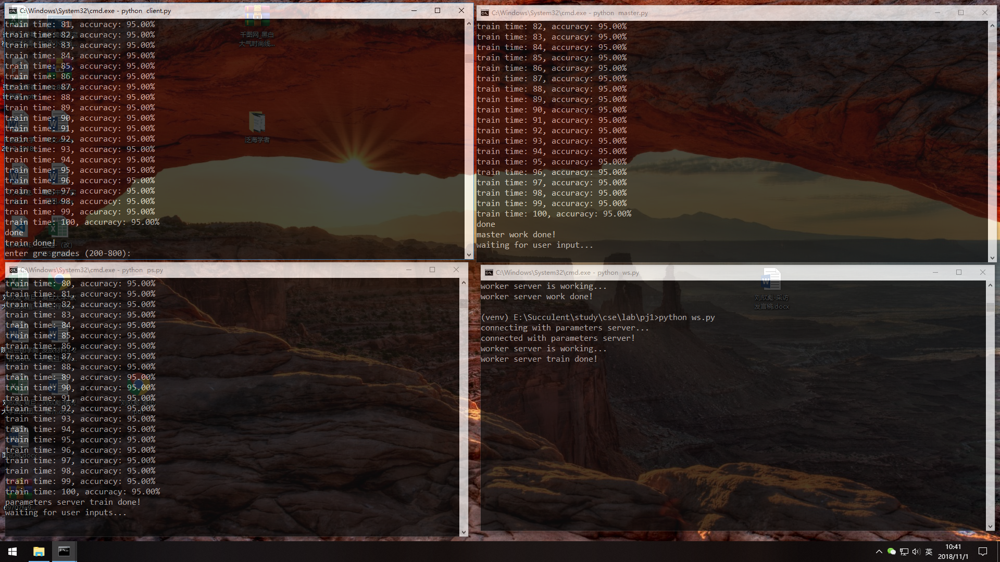 C:\Windows\System32\cmd.exe - python  client.py
train time: 81, accuracy: 95.00%
train time: 82, accuracy: 95.00%
train time: 83, accuracy: 95.00%
train time: 84, accuracy: 95.00%
train time: 85, accuracy: 95.00%
train time: 86, accuracy: 95.00%
train time: 87, accuracy: 95.00%
train time: 88, accuracy: 95.00%
train time: 89, accuracy: 95.00%
train time: 90, accuracy: 95.00%
train time: 91, accuracy: 95.00%
train time: 92, accuracy: 95.00%
train time: 93, accuracy: 95.00%
train time: 94, accuracy: 95.00%
train time: 95, accuracy: 95.00%
train time: 96, accuracy: 95.00%
train time: 97, accuracy: 95.00%
train time: 98, accuracy: 95.00%
train time: 99, accuracy: 95.00%
train time: 100, accuracy: 95.00%
done
train done!
enter gre grades (200-800):
千图网_黑白
大气时尚线...
泛海学者
C:\Windows\System32\cmd.exe - python  master.py
train time: 82, accuracy: 95.00%
train time: 83, accuracy: 95.00%
train time: 84, accuracy: 95.00%
train time: 85, accuracy: 95.00%
train time: 86, accuracy: 95.00%
train time: 87, accuracy: 95.00%
train time: 88, accuracy: 95.00%
train time: 89, accuracy: 95.00%
train time: 90, accuracy: 95.00%
train time: 91, accuracy: 95.00%
train time: 92, accuracy: 95.00%
train time: 93, accuracy: 95.00%
train time: 94, accuracy: 95.00%
train time: 95, accuracy: 95.00%
train time: 96, accuracy: 95.00%
train time: 97, accuracy: 95.00%
train time: 98, accuracy: 95.00%
train time: 99, accuracy: 95.00%
train time: 100, accuracy: 95.00%
done
master work done!
waiting for user input...
C:\Windows\System32\cmd.exe - python  ps.py
train time: 80, accuracy: 95.00%
train time: 81, accuracy: 95.00%
train time: 82, accuracy: 95.00%
train time: 83, accuracy: 95.00%
train time: 84, accuracy: 95.00%
train time: 85, accuracy: 95.00%
train time: 86, accuracy: 95.00%
train time: 87, accuracy: 95.00%
train time: 88, accuracy: 95.00%
train time: 89, accuracy: 95.00%
train time: 90, accuracy: 95.00%
train time: 91, accuracy: 95.00%
train time: 92, accuracy: 95.00%
train time: 93, accuracy: 95.00%
train time: 94, accuracy: 95.00%
train time: 95, accuracy: 95.00%
train time: 96, accuracy: 95.00%
train time: 97, accuracy: 95.00%
train time: 98, accuracy: 95.00%
train time: 99, accuracy: 95.00%
train time: 100, accuracy: 95.00%
parameters server train done!
waiting for user inputs...
C:\Windows\System32\cmd.exe - python  ws.py
worker server is working...
worker server work done!
(venv) E:\Succulent\study\cse\lab\pj1>python ws.py
connecting with parameters server...
connected with parameters server!
worker server is working...
worker server train done!
刘欣彪-采访
发言稿.docx
英
10:41
2018/11/1